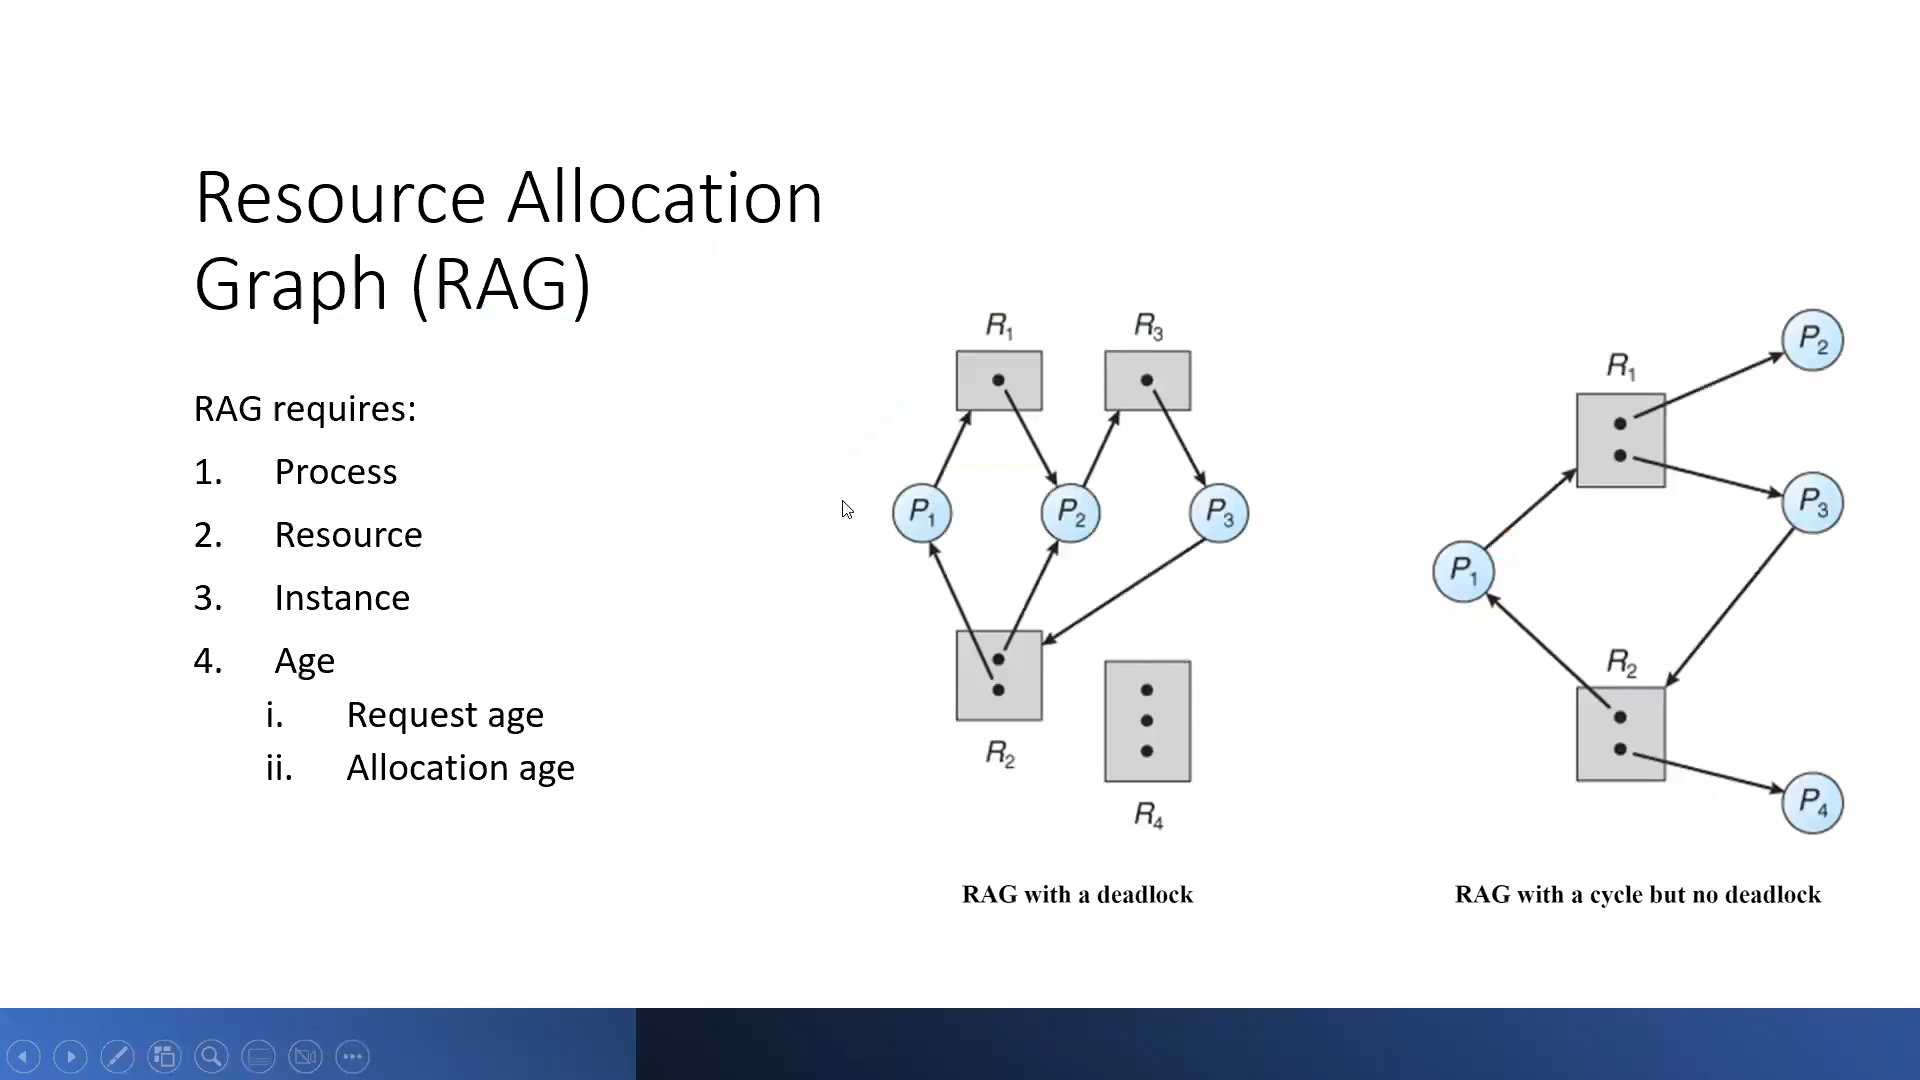 Resource Allocation
Graph (RAG)
RAG requires:
1. Process
2. Resource
3. Instance
4. Age
i. Request age
ii. Allocation age
R1
R3
P1
P2
P3
R2
R4
RAG with a deadlock
P2
R1
P3
P1
R2
P4
RAG with a cycle but no deadlock